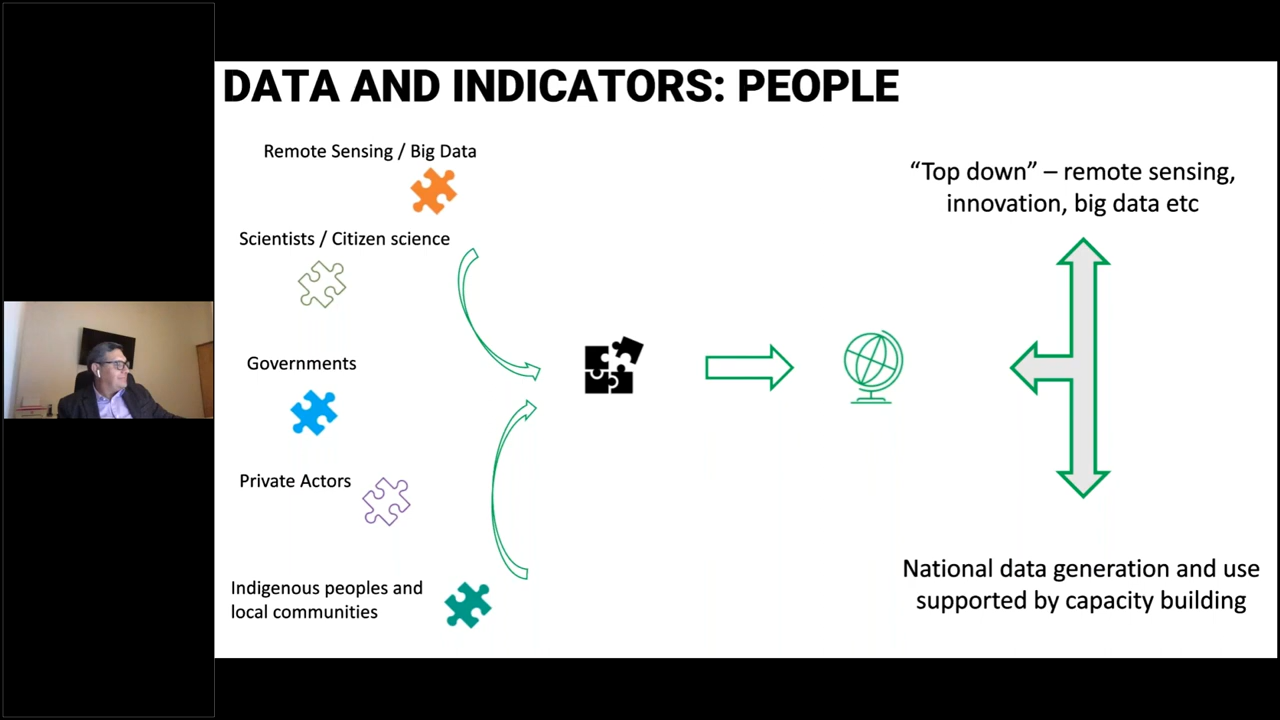 DATA AND INDICATORS: PEOPLE
Remote Sensing / Big Data
Scientists / Citizen science
Governments
Private Actors
Indigenous peoples and
local communities
“Top down” – remote sensing,
innovation, big data etc
National data generation and use
supported by capacity building